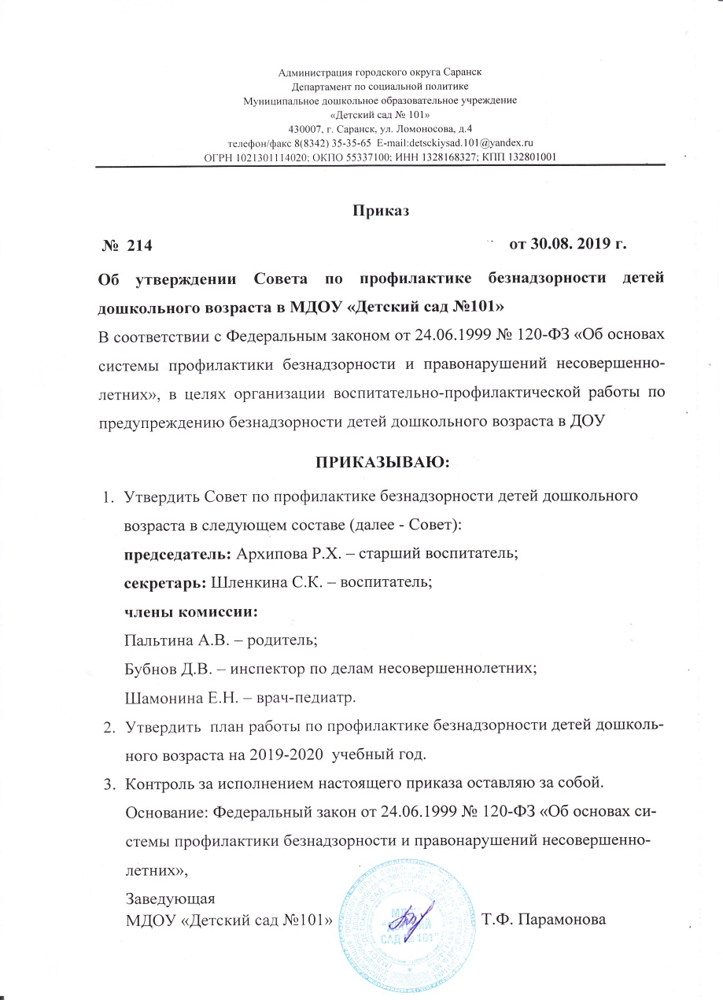 Администрация городского округа Саранск
Департамент по социальной политике
Муниципальное дошкольное образовательное учреждение
«Детский сад № 101»
430007, г. Саранск, ул. Ломоносова, д.4
телефон/факс 8(8342) 35-35-65 E-mail:detsckiysad.101@yandex.ru
ОГРН 1021301114020; ОКПО 55337100; ИНН 1328168327; КПП 132801001
Приказ
№ 214 от 30.08. 2019 г.
Об утверждении Совета по профилактике безнадзорности детей
дошкольного возраста в МДОУ «Детский сад №101»
В соответствии с Федеральным законом от 24.06.1999 № 120-ФЗ «Об основах
системы профилактики безнадзорности и правонарушений несовершенно-
летних», в целях организации воспитательно-профилактической работы по
предупреждению безнадзорности детей дошкольного возраста в ДОУ
ПРИКАЗЫВАЮ:
1. Утвердить Совет по профилактике безнадзорности детей дошкольного
возраста в следующем составе (далее - Совет):
председатель: Архипова Р.Х. – старший воспитатель;
секретарь: Шленкина С.К. – воспитатель;
члены комиссии:
Пальтина А.В. – родитель;
Бубнов Д.В. – инспектор по делам несовершеннолетних;
Шамонина Е.Н. – врач-педиатр.
2. Утвердить план работы по профилактике безнадзорности детей дошколь-
ного возраста на 2019-2020 учебный год.
3. Контроль за исполнением настоящего приказа оставляю за собой.
Основание: Федеральный закон от 24.06.1999 № 120-ФЗ «Об основах си-
стемы профилактики безнадзорности и правонарушений несовершенно-
летних»,
Заведующая
МДОУ «Детский сад №101» Т.Ф. Парамонова
САД № 101"